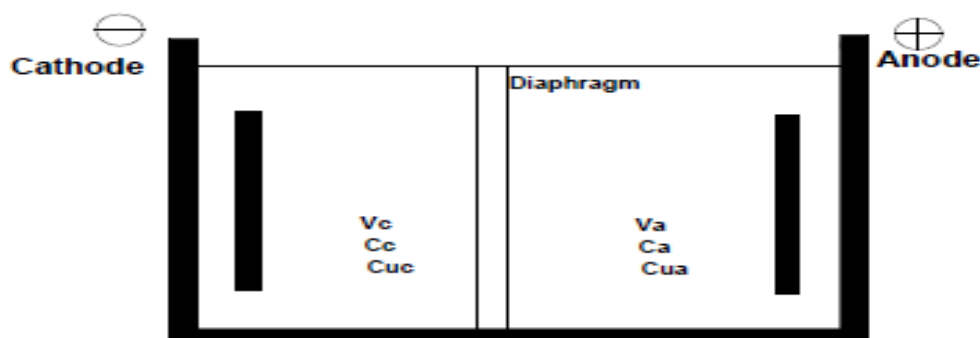 Cathode
Anode
Diaphragm
Vc
Cc
Cuc
Va
Ca
Cua